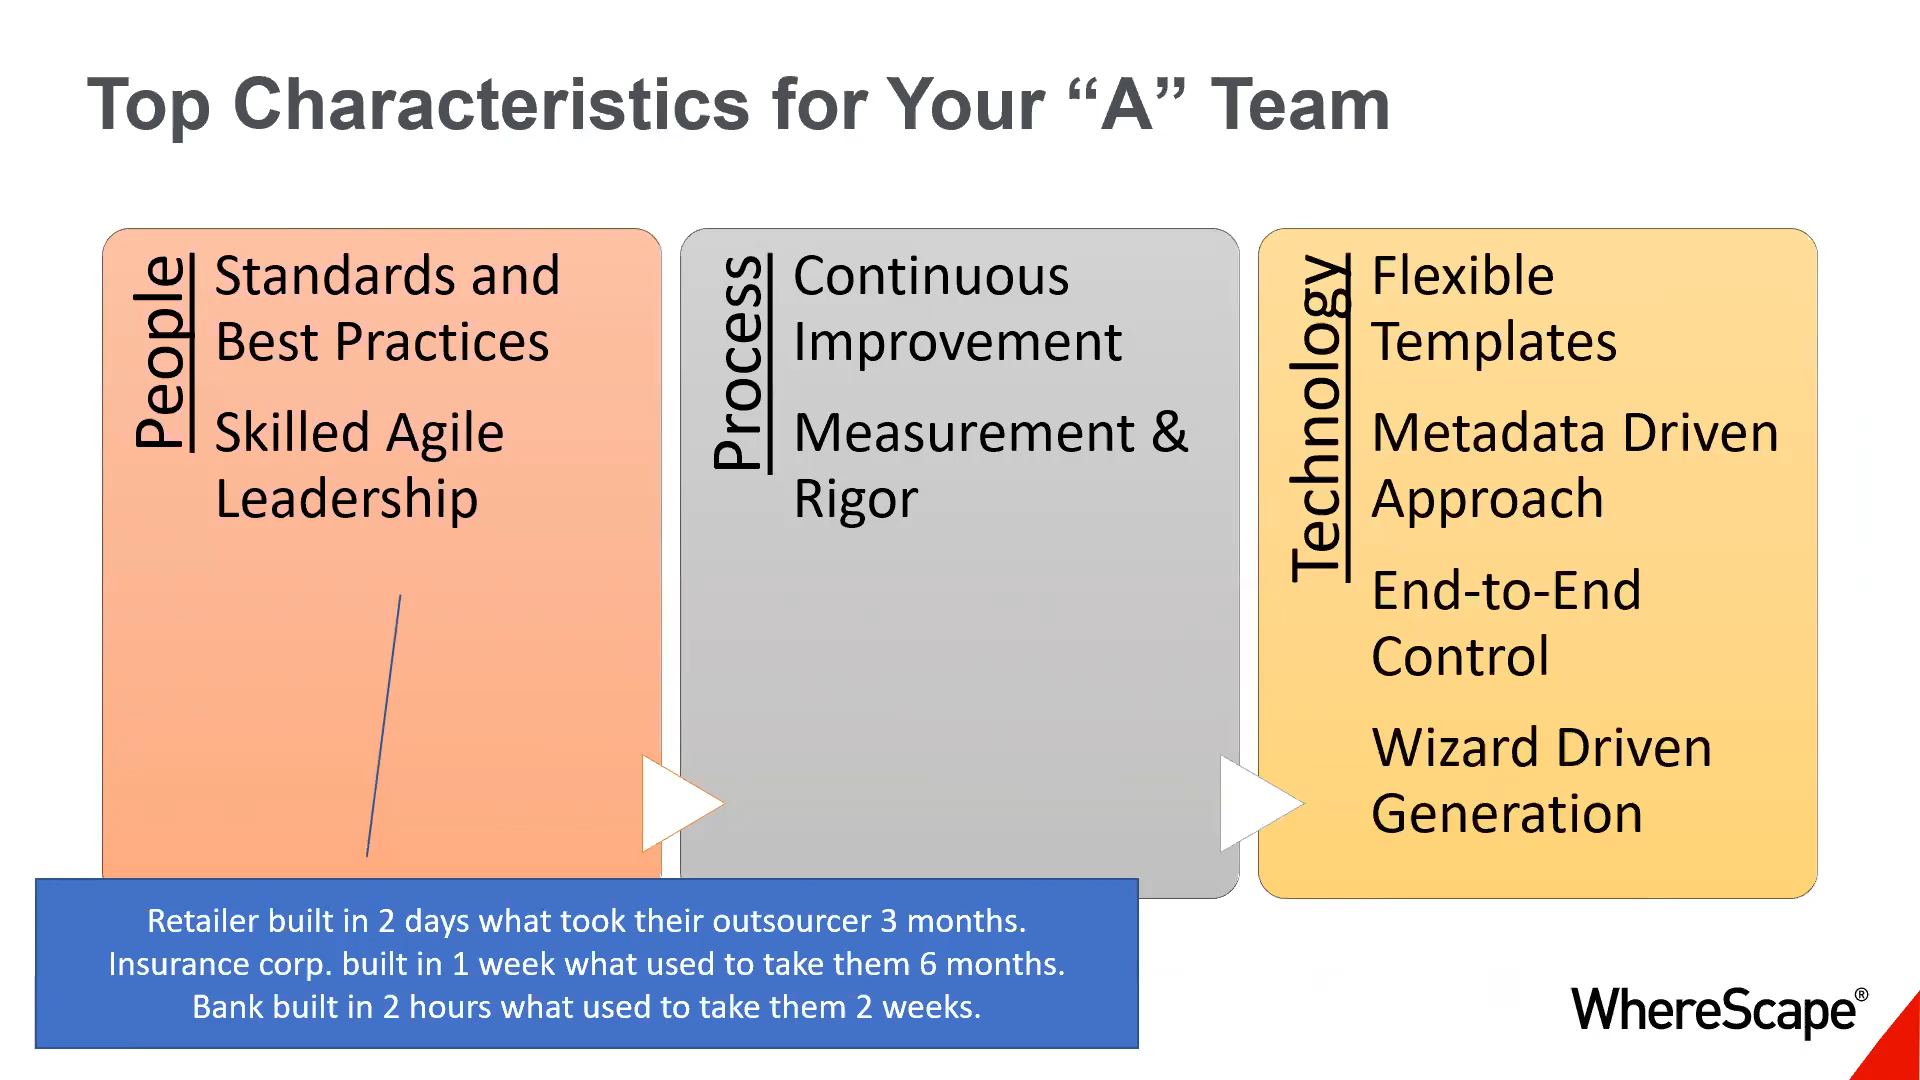 Top Characteristics for Your “A” Team
People
Standards and
Best Practices
Skilled Agile
Leadership
Process
Continuous
Improvement
Measurement &
Rigor
Technology
Flexible
Templates
Metadata Driven
Approach
End-to-End
Control
Wizard Driven
Generation
Retailer built in 2 days what took their outsourcer 3 months.
Insurance corp. built in 1 week what used to take them 6 months.
Bank built in 2 hours what used to take them 2 weeks.
WhereScape®